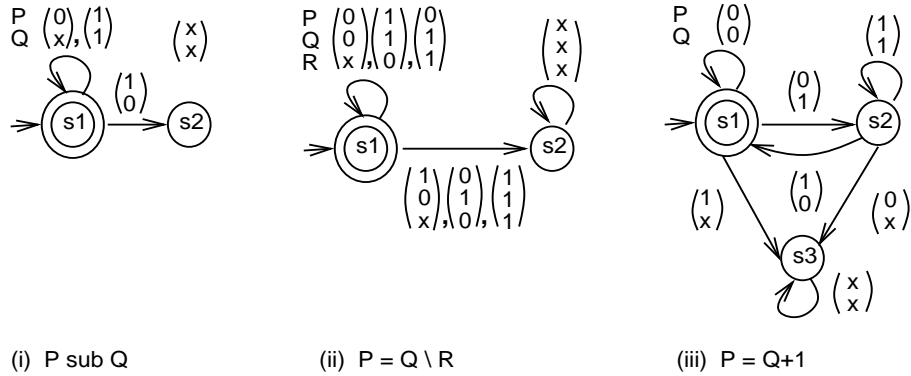 P (0) (1)
Q (x), (1)
(x)
(x)
s1
(1)
(0)
s2
(i) P sub Q
P (0) (1) (0)
Q (0) (1) (1)
R (x), (0), (1)
(x)
(x)
(x)
s1
s2
(1) (0) (1)
(0) (1) (1)
(x), (0), (1)
(ii) P = Q \ R
P (0)
Q (0)
(1)
(1)
(0)
(1)
s1
s2
(1)
(x)
(1)
(0)
(0)
(x)
s3
(x)
(x)
(iii) P = Q+1